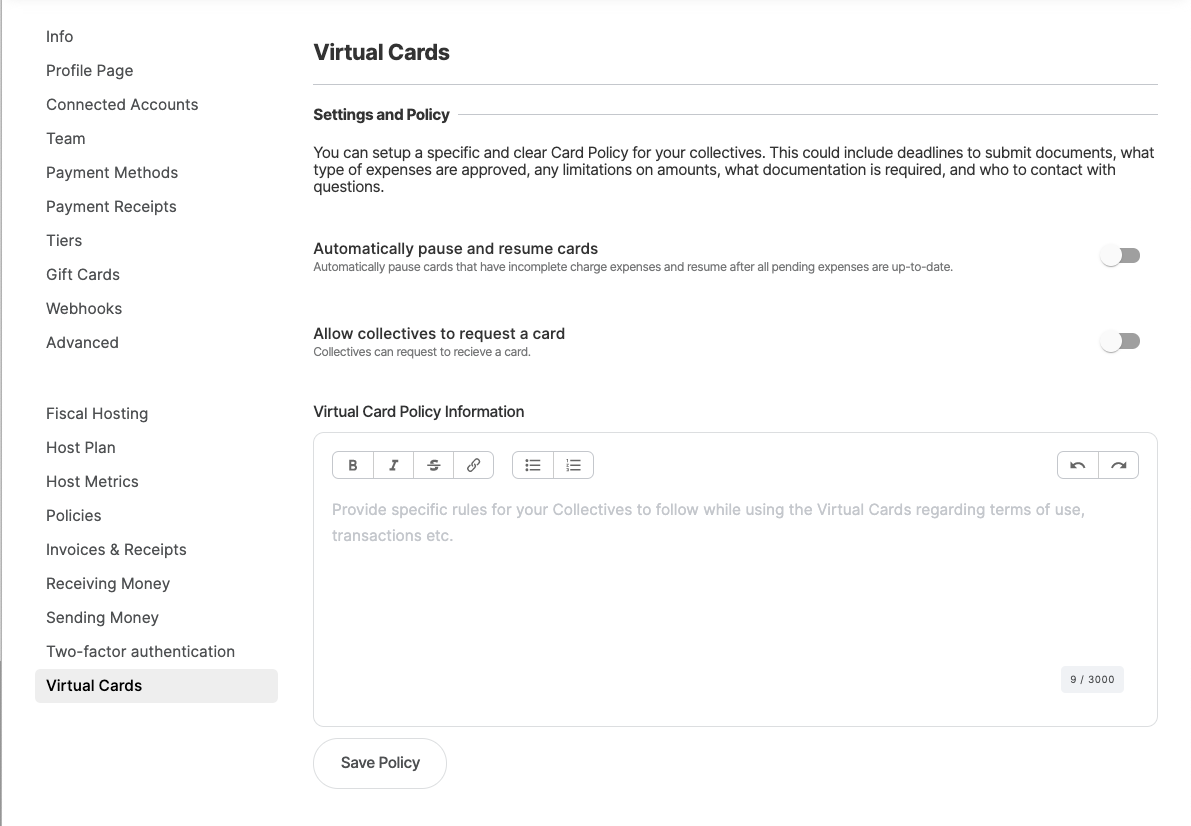 Info
Profile Page
Connected Accounts
Team
Payment Methods
Payment Receipts
Tiers
Gift Cards
Webhooks
Advanced
Fiscal Hosting
Host Plan
Host Metrics
Policies
Invoices & Receipts
Receiving Money
Sending Money
Two-factor authentication
Virtual Cards
Virtual Cards
Settings and Policy
You can setup a specific and clear Card Policy for your collectives. This could include deadlines to submit documents, what
type of expenses are approved, any limitations on amounts, what documentation is required, and who to contact with
questions.
Automatically pause and resume cards
Automatically pause cards that have incomplete charge expenses and resume after all pending expenses are up-to-date.
Allow collectives to request a card
Collectives can request to recieve a card.
Virtual Card Policy Information
B I S
Provide specific rules for your Collectives to follow while using the Virtual Cards regarding terms of use,
transactions etc.
9 / 3000
Save Policy